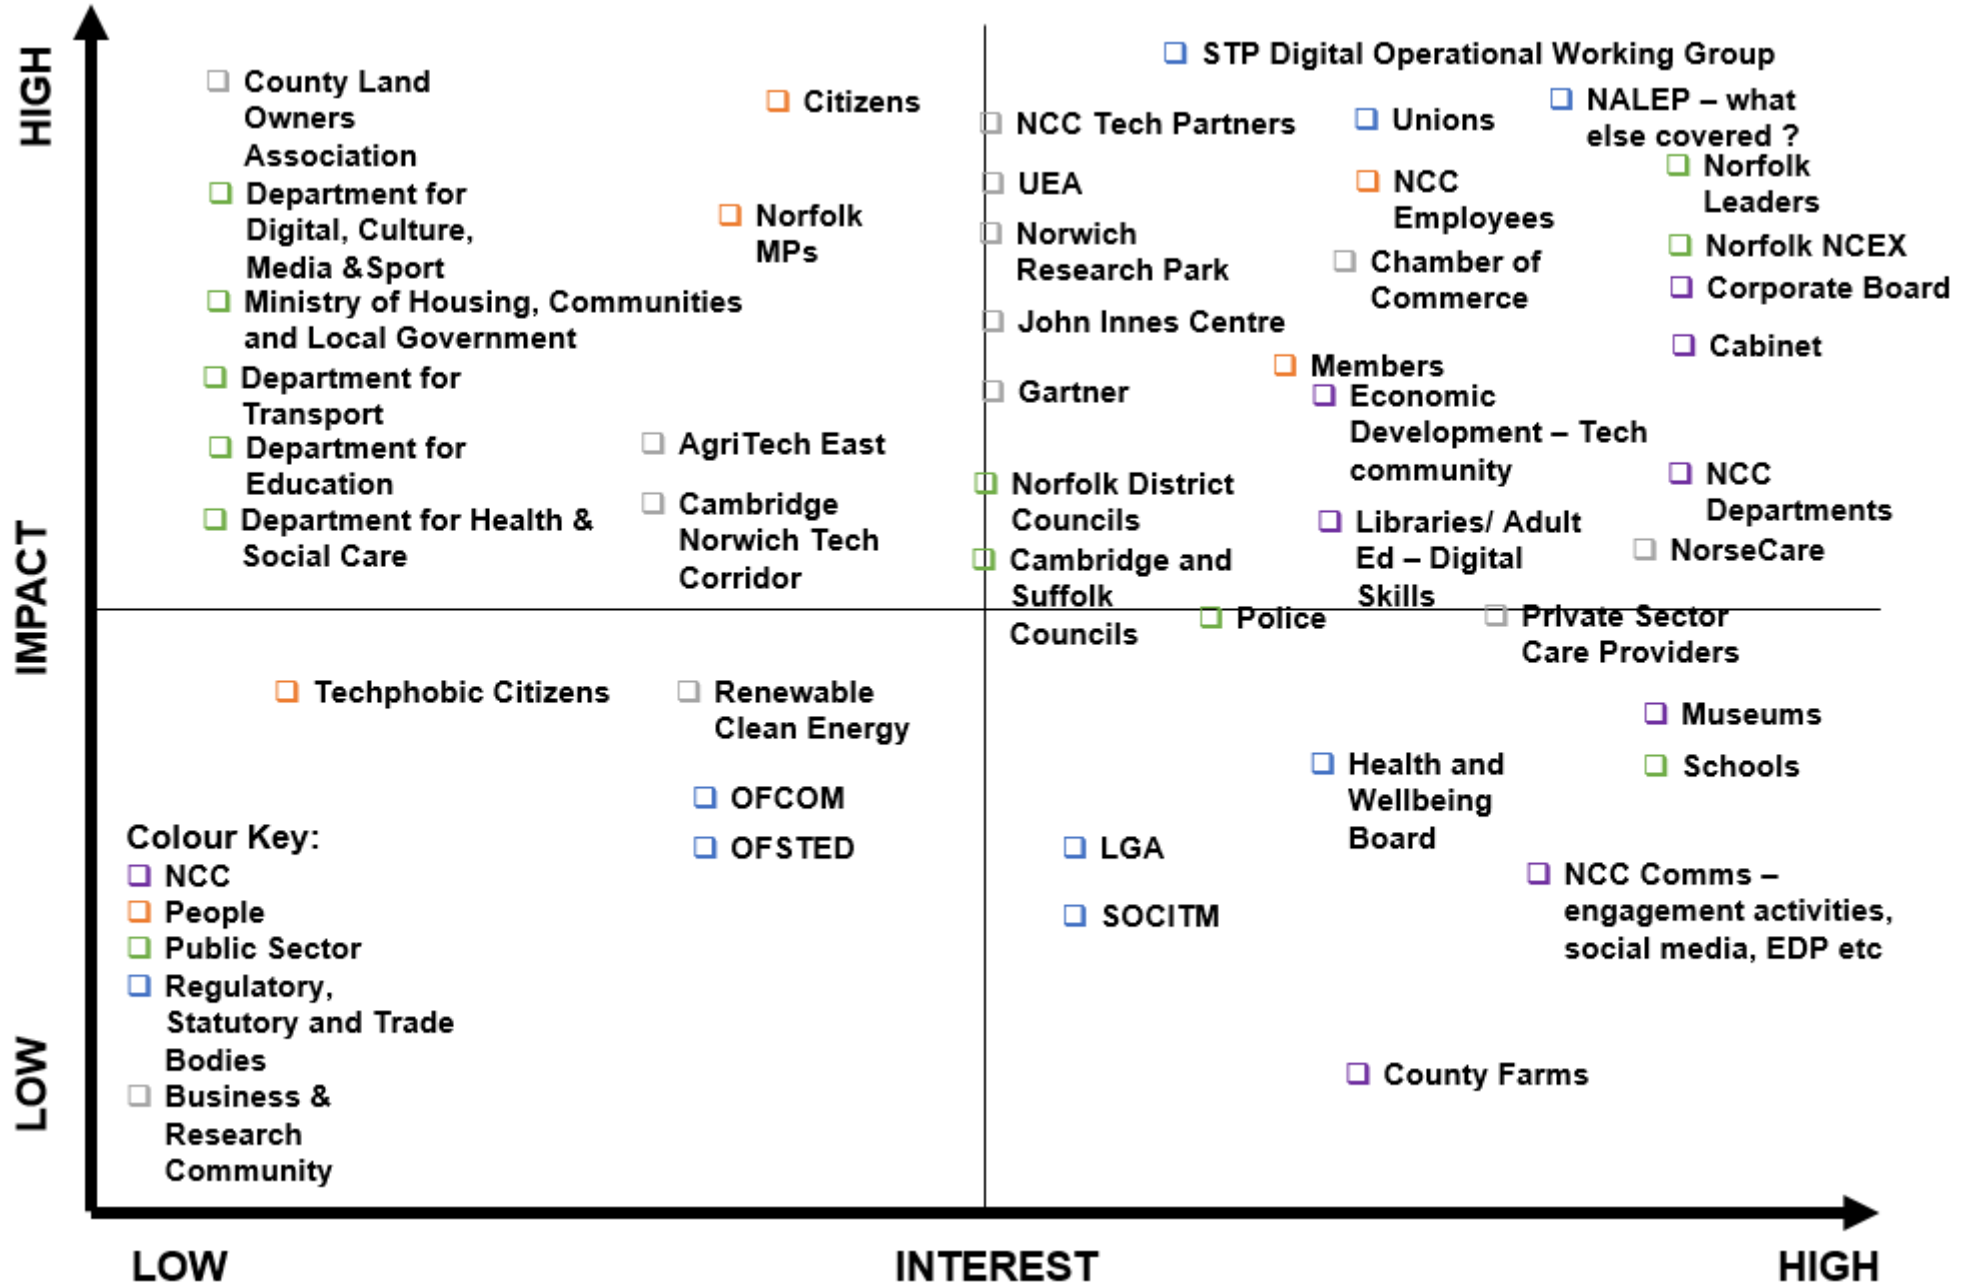 HIGH
IMPACT
LOW
County Land
Owners
Association
Department for
Digital, Culture,
Media &Sport
Ministry of Housing, Communities
and Local Government
Department for
Transport
Department for
Education
Department for Health &
Social Care
Citizens
Norfolk
MPs
AgriTech East
Cambridge
Norwich Tech
Corridor
STP Digital Operational Working Group
NCC Tech Partners
UEA
Norwich
Research Park
John Innes Centre
Gartner
Norfolk District
Councils
Cambridge and
Suffolk
Councils
Unions
NCC
Employees
Chamber of
Commerce
Members
Economic
Development – Tech
community
Libraries/ Adult
Ed – Digital
Skills
Police
NALEP – what
else covered ?
Norfolk
Leaders
Norfolk NCEX
Corporate Board
Cabinet
NCC
Departments
NorseCare
Private Sector
Care Providers
Techphobic Citizens
Renewable
Clean Energy
OFCOM
OFSTED
Colour Key:
NCC
People
Public Sector
Regulatory,
Statutory and Trade
Bodies
Business &
Research
Community
Museums
Schools
Health and
Wellbeing
Board
LGA
SOCITM
NCC Comms –
engagement activities,
social media, EDP etc
County Farms
LOW
INTEREST
HIGH